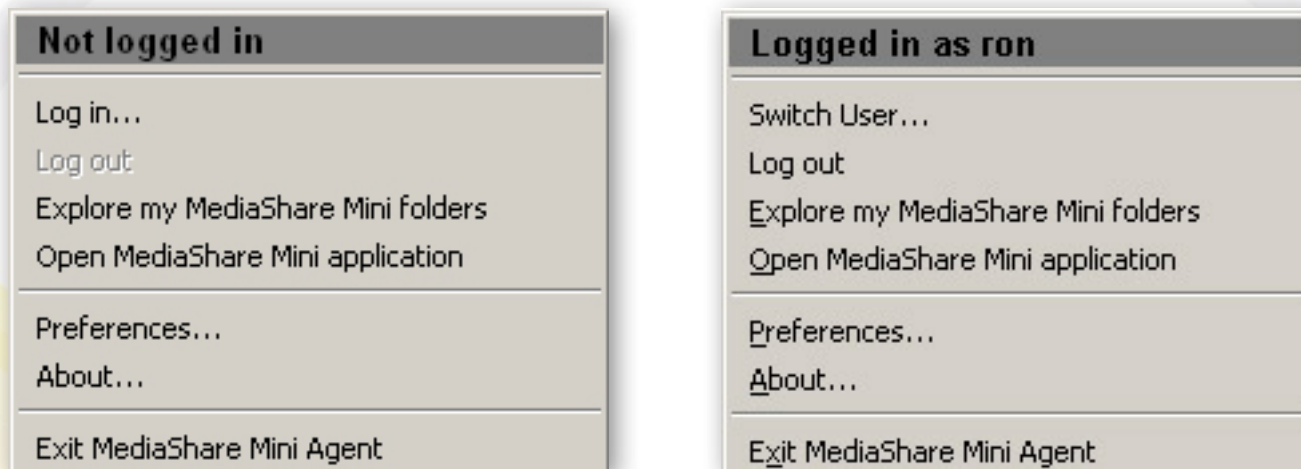 Not logged in
Log in...
Log out
Explore my MediaShare Mini folders
Open MediaShare Mini application
Preferences...
About...
Exit MediaShare Mini Agent
Logged in as ron
Switch User...
Log out
Explore my MediaShare Mini folders
Open MediaShare Mini application
Preferences...
About...
Exit MediaShare Mini Agent